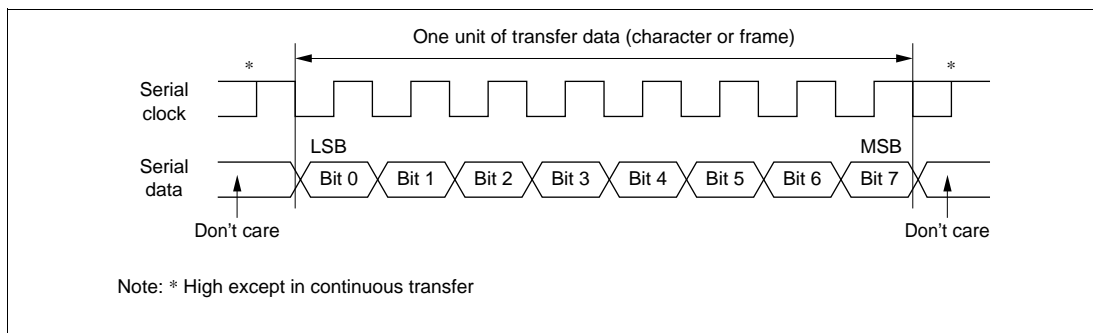 One unit of transfer data (character or frame)
* *
Serial
clock
LSB MSB
Serial
data
Bit 0 Bit 1 Bit 2 Bit 3 Bit 4 Bit 5 Bit 6 Bit 7
Don't care Don't care
Note: * High except in continuous transfer